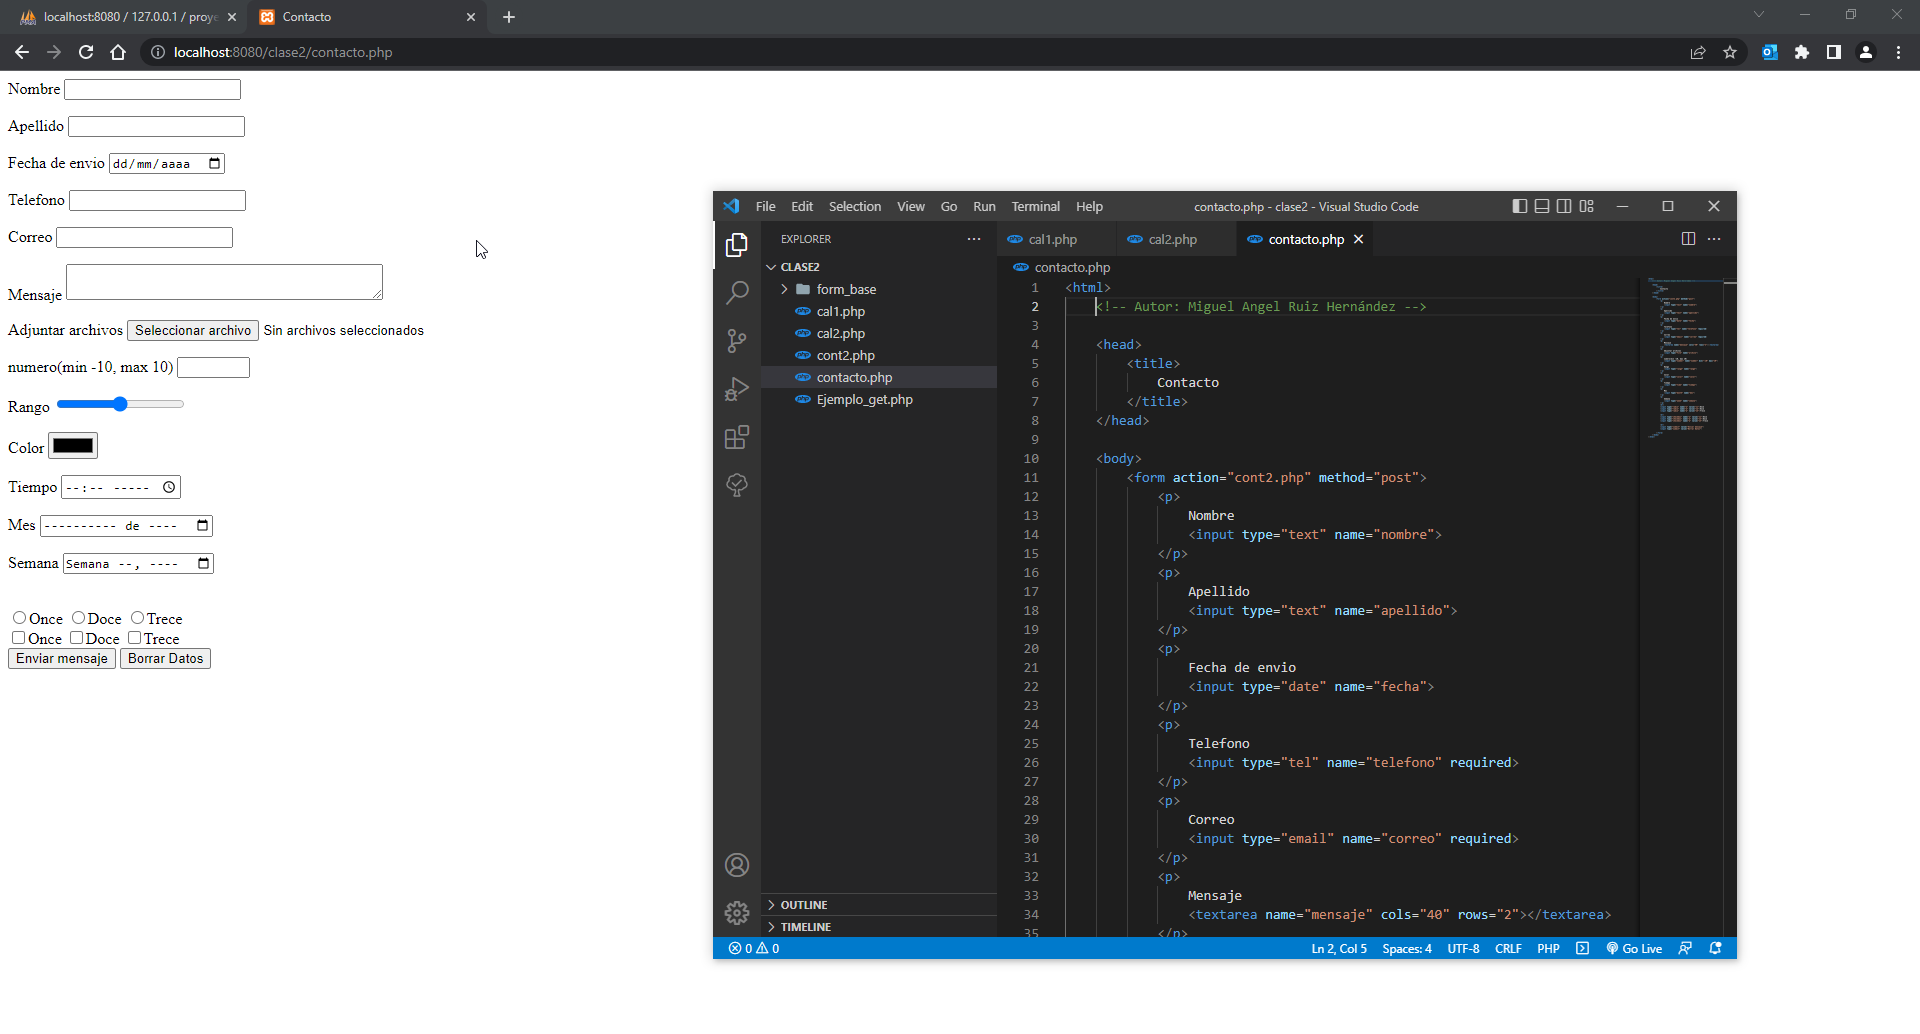 localhost:8080 / 127.0.0.1 / proye
Contacto
localhost:8080/clase2/contacto.php
Nombre
Apellido
Fecha de envio dd/mm/aaaa
Telefono
Correo
Mensaje
Adjuntar archivos Seleccionar archivo Sin archivos seleccionados
numero(min -10, max 10)
Rango
Color
Tiempo --:-- -----
Mes ---------- de ----
Semana Semana --, ----
Once Doce Trece
Once Doce Trece
Enviar mensaje Borrar Datos
File Edit Selection View Go Run Terminal Help contacto.php - clase2 - Visual Studio Code
EXPLORER
CLASE2
form_base
cal1.php
cal2.php
cont2.php
contacto.php
Ejemplo_get.php
OUTLINE
TIMELINE
cal1.php cal2.php contacto.php
contacto.php
1 <html>
2 <!-- Autor: Miguel Angel Ruiz Hernández -->
3
4 <head>
5 <title>
6 Contacto
7 </title>
8 </head>
9
10 <body>
11 <form action="cont2.php" method="post">
12 <p>
13 Nombre
14 <input type="text" name="nombre">
15 </p>
16 <p>
17 Apellido
18 <input type="text" name="apellido">
19 </p>
20 <p>
21 Fecha de envio
22 <input type="date" name="fecha">
23 </p>
24 <p>
25 Telefono
26 <input type="tel" name="telefono" required>
27 </p>
28 <p>
29 Correo
30 <input type="email" name="correo" required>
31 </p>
32 <p>
33 Mensaje
34 <textarea name="mensaje" cols="40" rows="2"></textarea>
35 </p>
0 0 Ln 2, Col 5 Spaces: 4 UTF-8 CRLF PHP Go Live